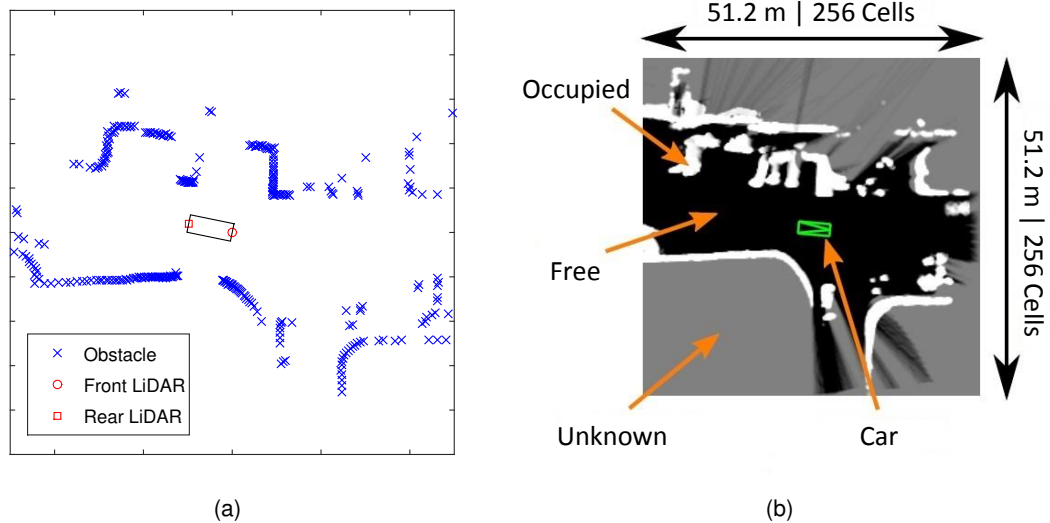 Obstacle
Front LiDAR
Rear LiDAR
(a)
51.2 m | 256 Cells
Occupied
Free
Unknown
Car
51.2 m | 256 Cells
(b)